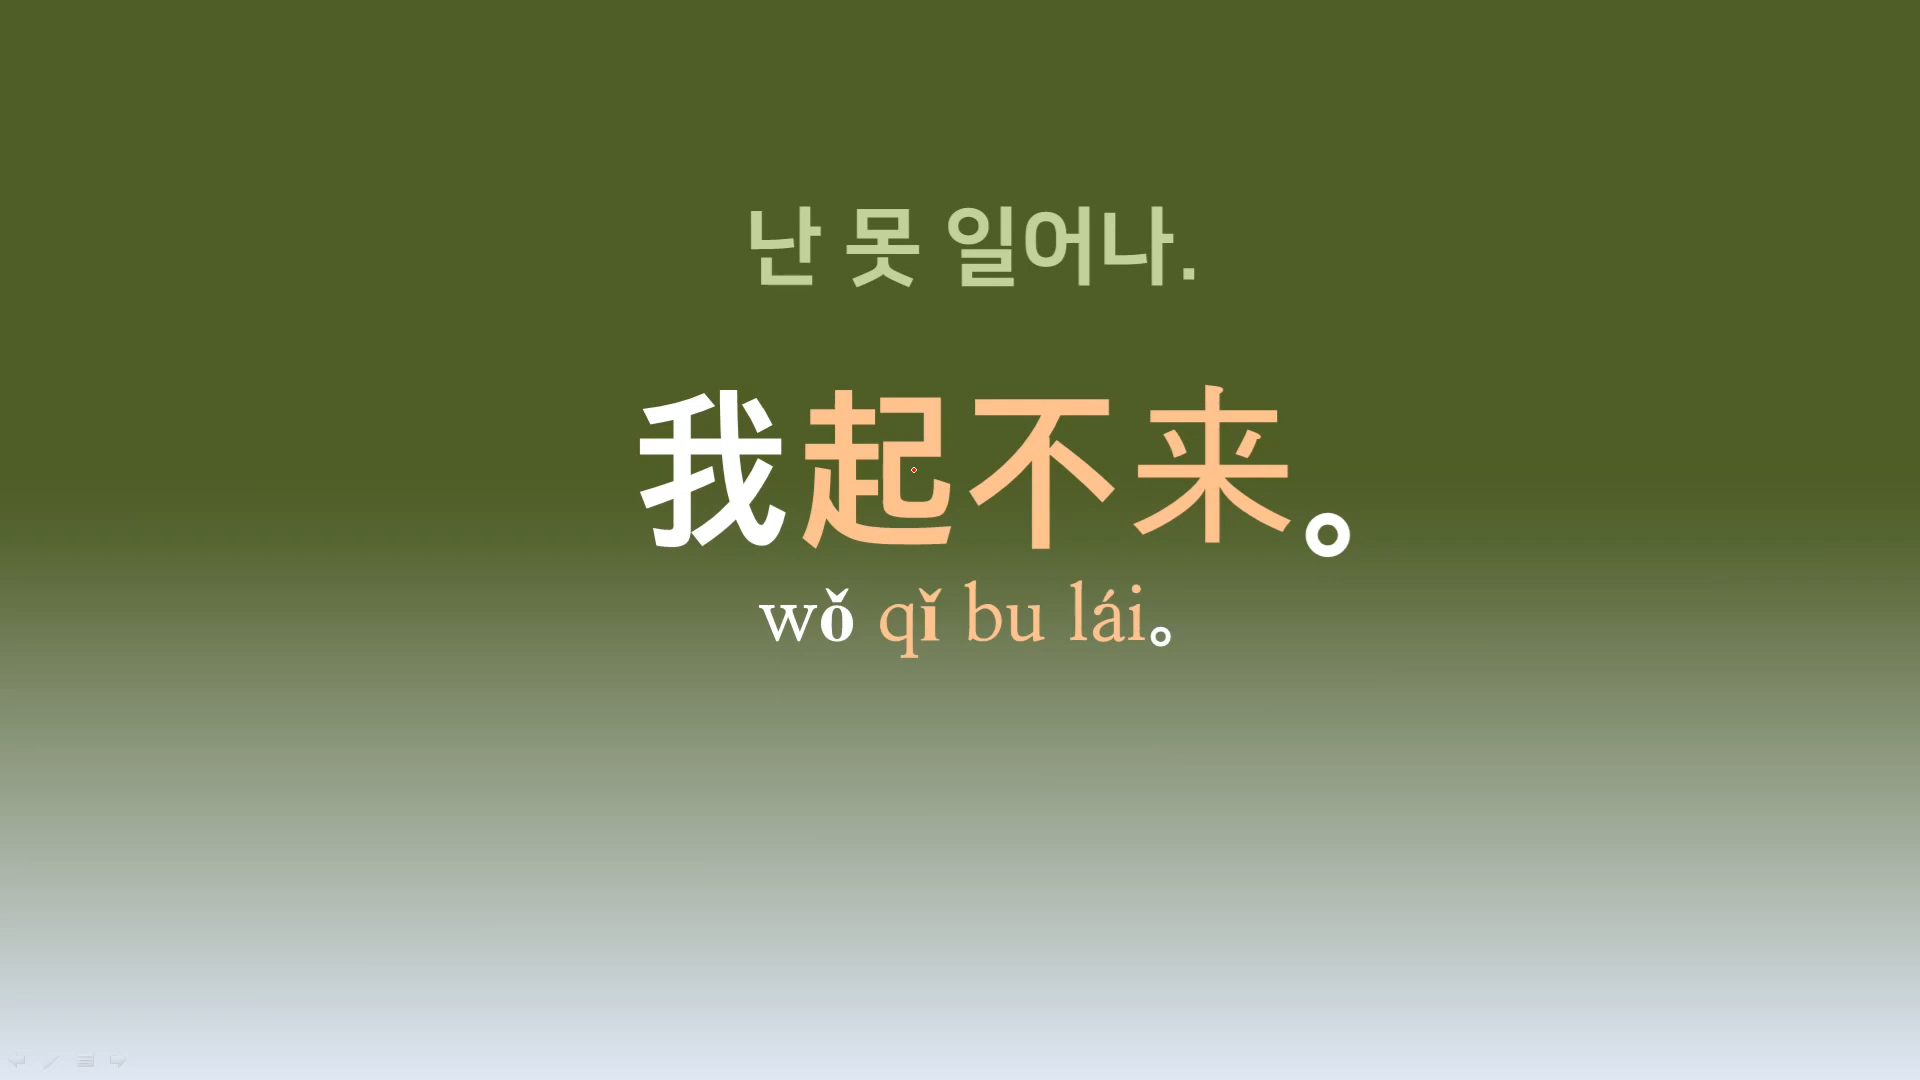 난 못 일어나.
我起不来。
wǒ qǐ bu lái。